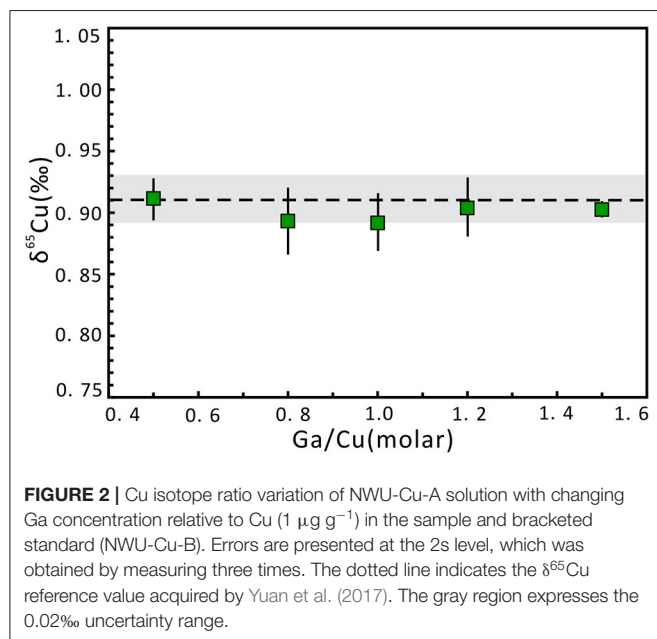 1. 05
1. 00
0. 95
0. 90
0. 85
0. 80
0. 75
δ⁶⁵Cu(‰)
0. 4 0. 6 0. 8 1.0 1. 2 1. 4 1. 6
Ga/Cu(molar)
FIGURE 2 | Cu isotope ratio variation of NWU-Cu-A solution with changing
Ga concentration relative to Cu (1 μg g⁻¹) in the sample and bracketed
standard (NWU-Cu-B). Errors are presented at the 2s level, which was
obtained by measuring three times. The dotted line indicates the δ⁶⁵Cu
reference value acquired by Yuan et al. (2017). The gray region expresses the
0.02‰ uncertainty range.